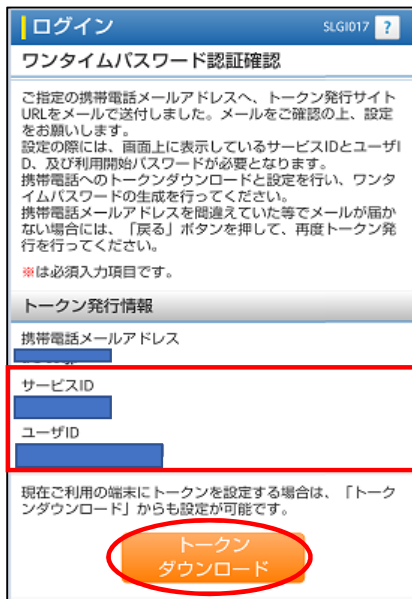 ログイン SLGI017 ?
ワンタイムパスワード認証確認
ご指定の携帯電話メールアドレスへ、トークン発行サイト
URLをメールで送付しました。メールをご確認の上、設定
をお願いします。
設定の際には、画面上に表示しているサービスIDとユーザI
D、及び利用開始パスワードが必要となります。
携帯電話へのトークンダウンロードと設定を行い、ワンタ
イムパスワードの生成を行ってください。
携帯電話メールアドレスを間違えていた等でメールが届か
ない場合には、「戻る」ボタンを押して、再度トークン発
行を行ってください。
※は必須入力項目です。
トークン発行情報
携帯電話メールアドレス
サービスID
ユーザID
現在ご利用の端末にトークンを設定する場合は、「トーク
ンダウンロード」からも設定が可能です。
トークン
ダウンロード